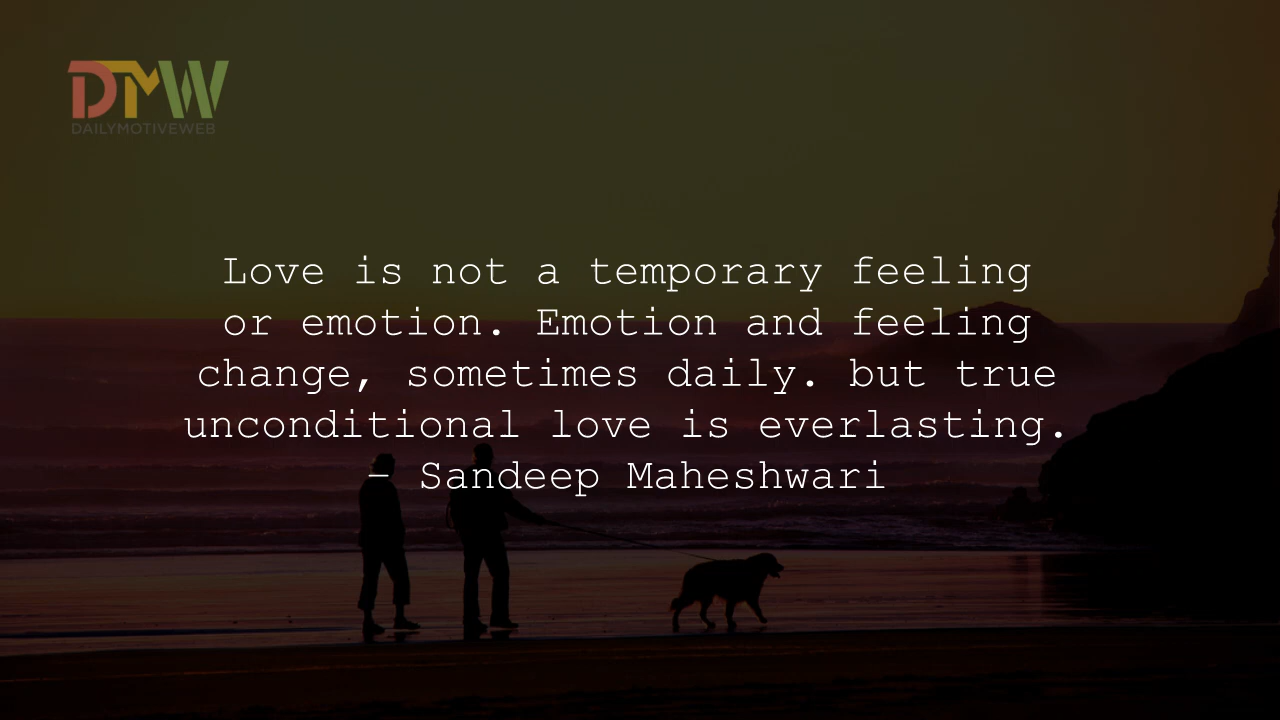 DTMW
DAILYMOTIVEWEB
Love is not a temporary feeling
or emotion. Emotion and feeling
change, sometimes daily. but true
unconditional love is everlasting.
- Sandeep Maheshwari